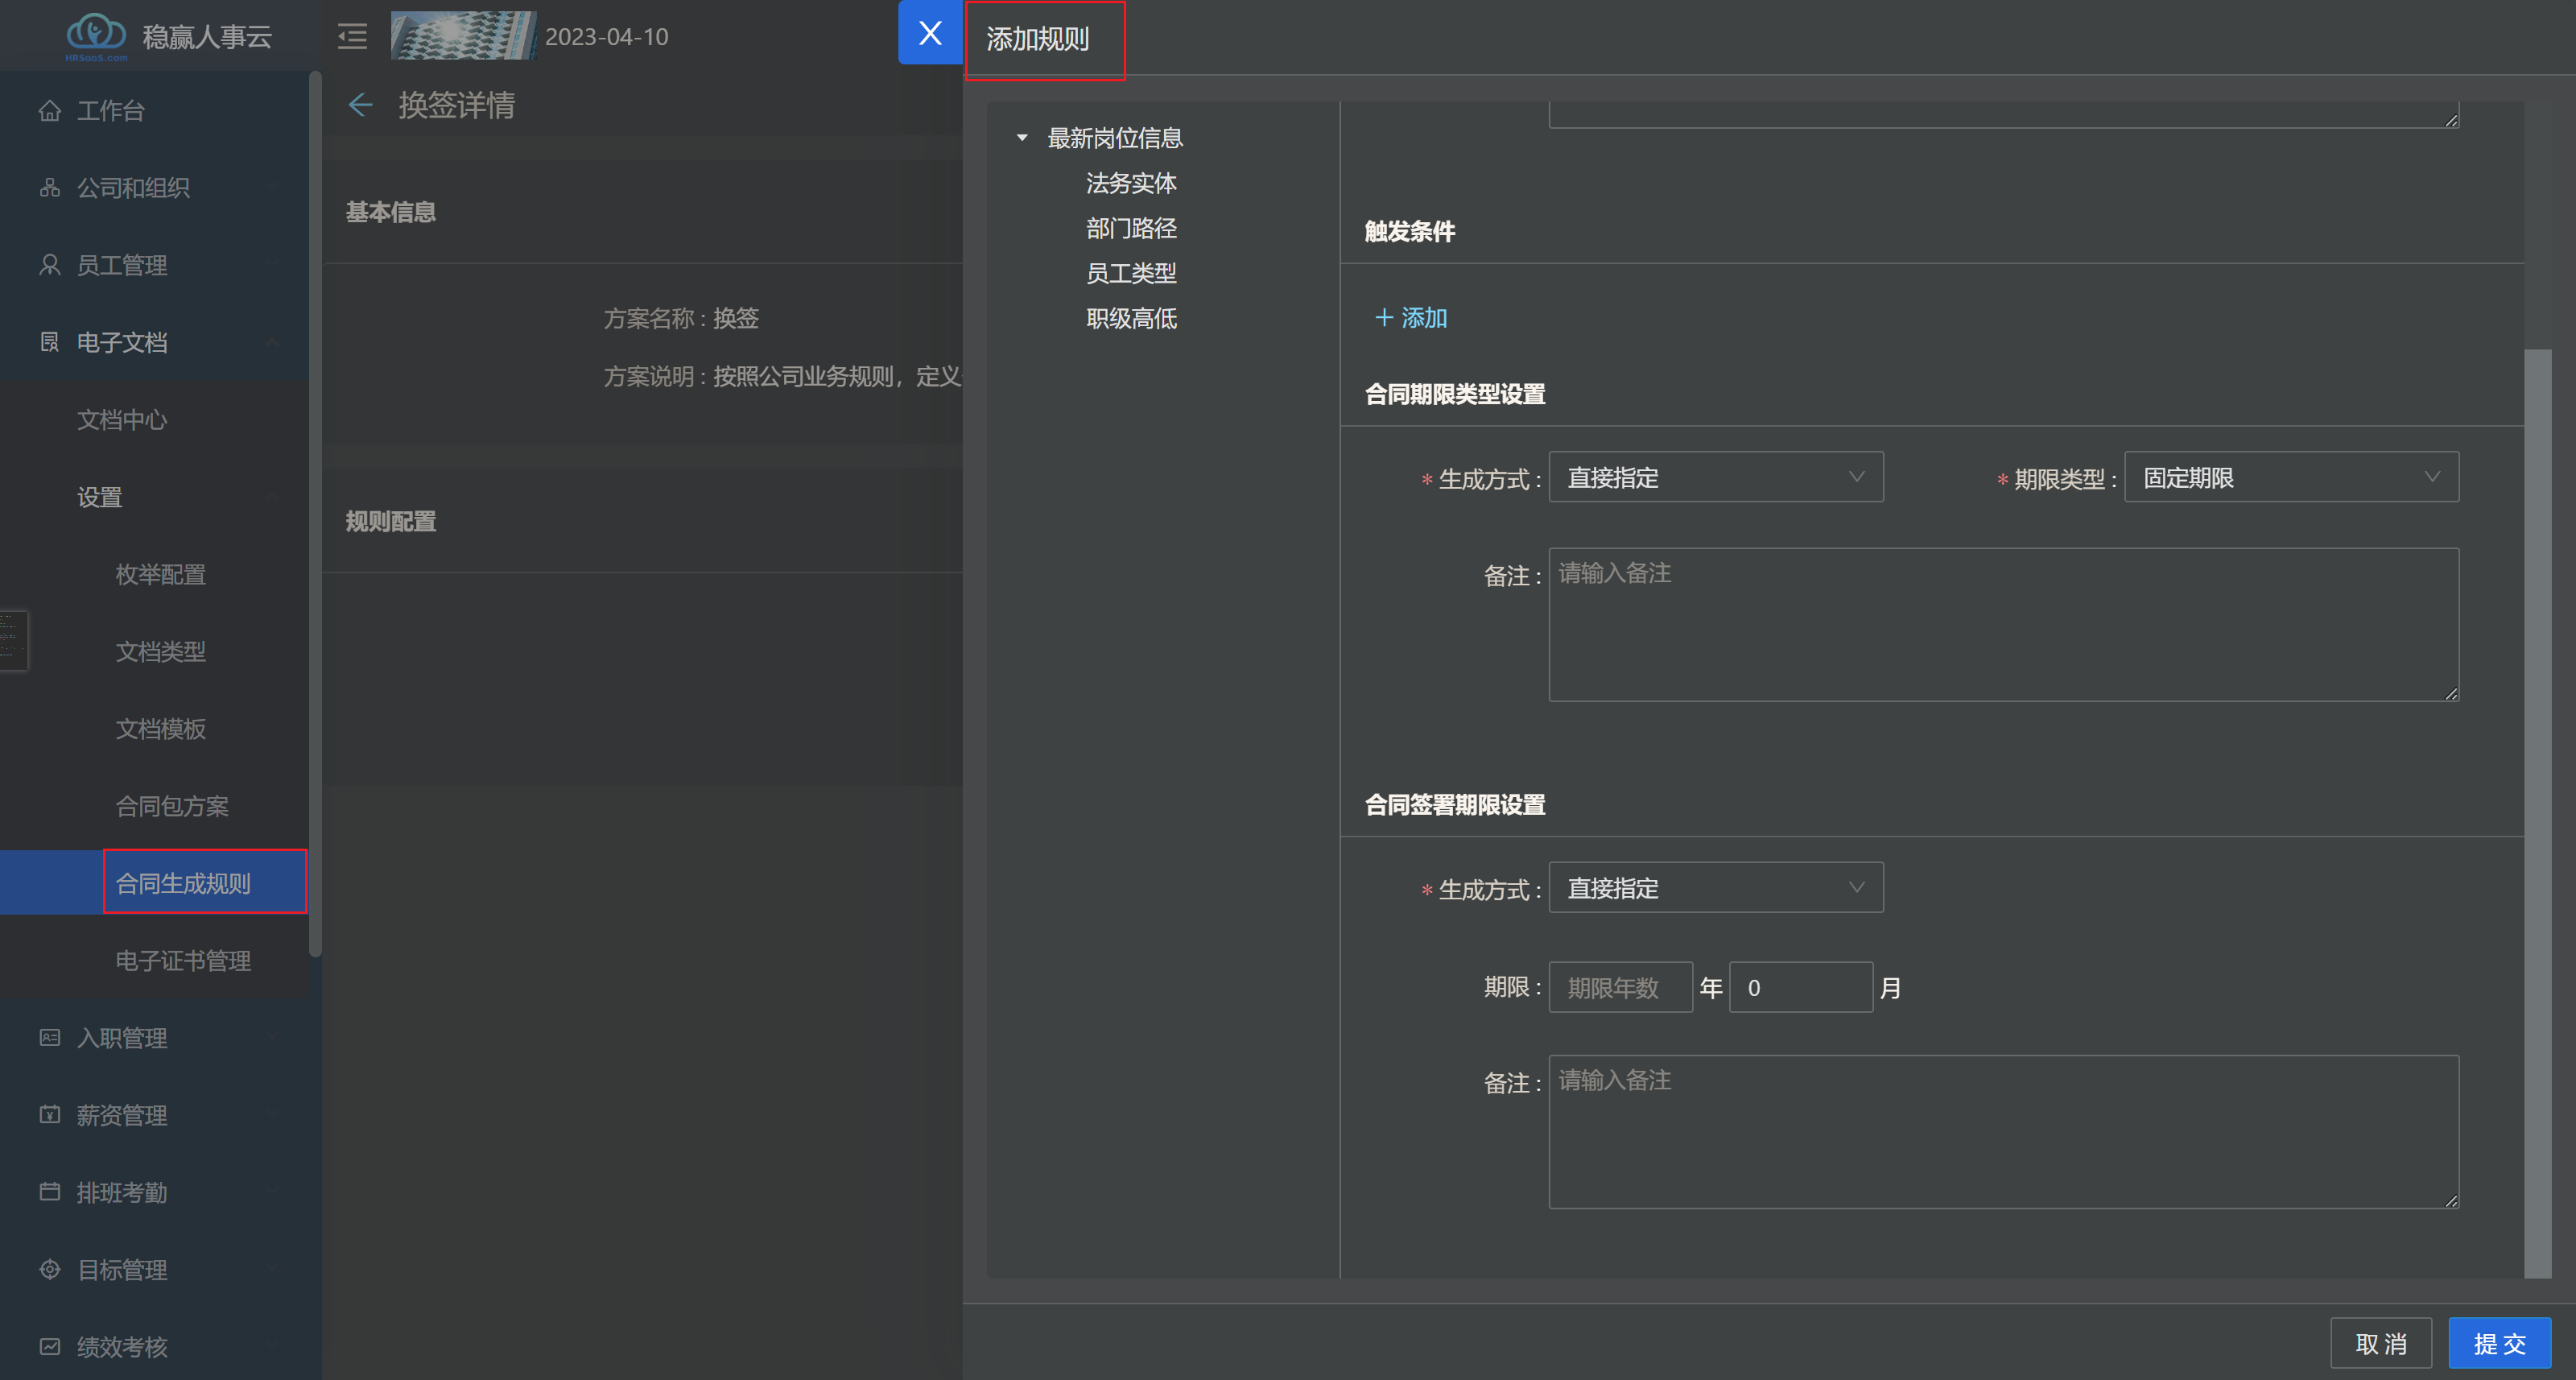 稳赢人事云
HRSaaS.com
2023-04-10
工作台
公司和组织
员工管理
电子文档
文档中心
设置
枚举配置
文档类型
文档模板
合同包方案
合同生成规则
电子证书管理
入职管理
薪资管理
排班考勤
目标管理
绩效考核
换签详情
基本信息
方案名称 : 换签
方案说明 : 按照公司业务规则，定义
规则配置
添加规则
最新岗位信息
法务实体
部门路径
员工类型
职级高低
触发条件
+ 添加
合同期限类型设置
* 生成方式 : 直接指定
* 期限类型 : 固定期限
备注 : 请输入备注
合同签署期限设置
* 生成方式 : 直接指定
期限 : 期限年数 年 0 月
备注 : 请输入备注
取 消
提 交